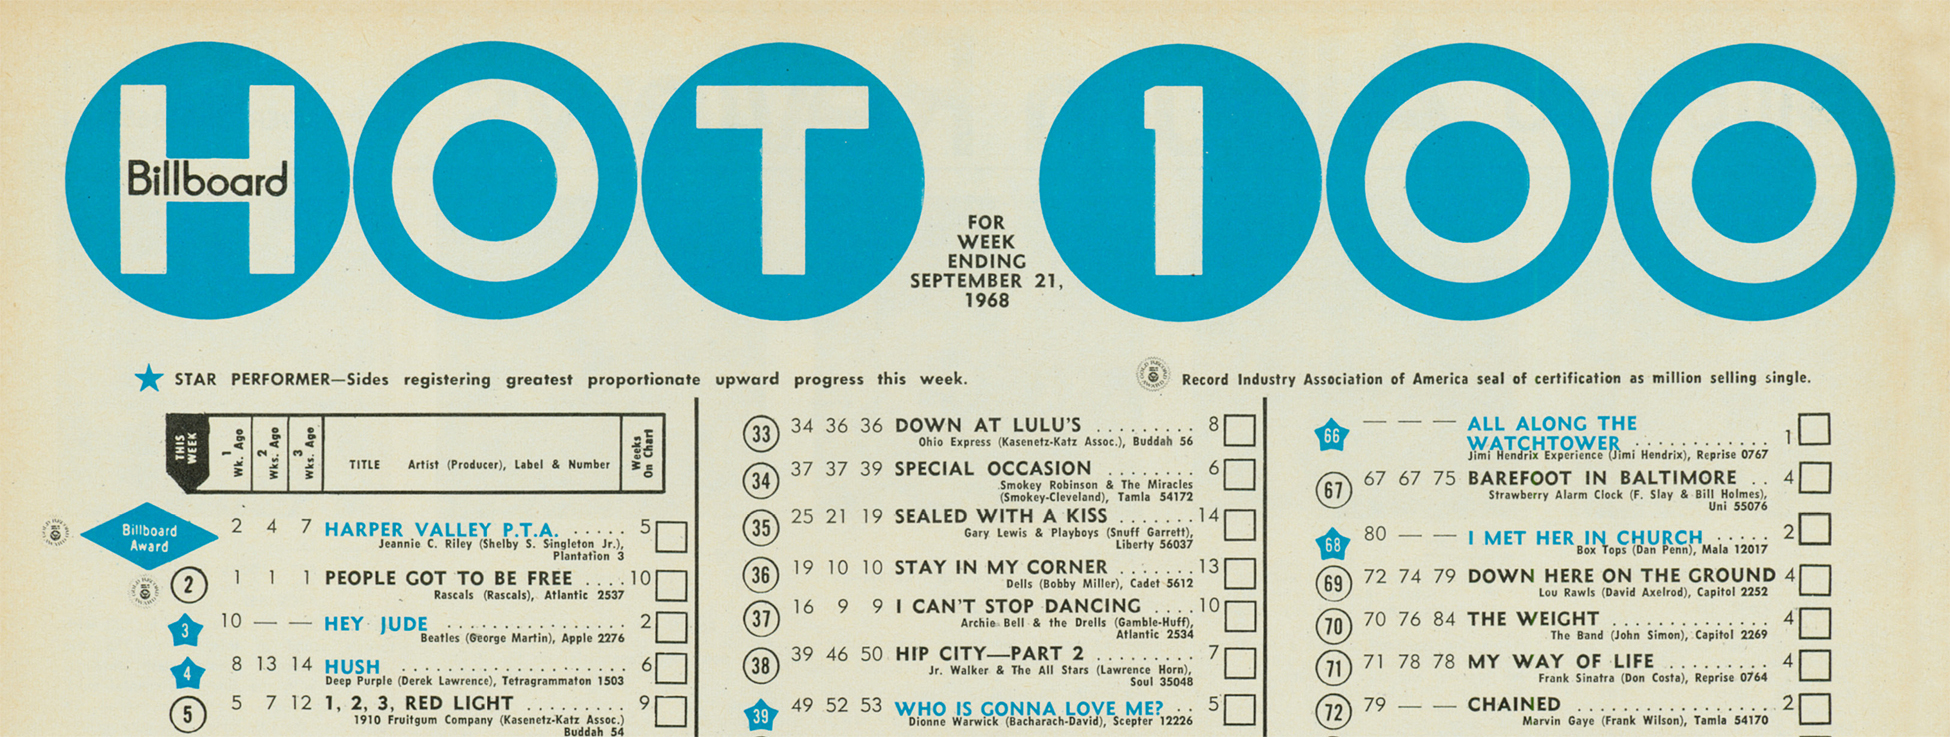 HOT 100
Billboard
FOR
WEEK
ENDING
SEPTEMBER 21,
1968
★ STAR PERFORMER—Sides registering greatest proportionate upward progress this week.
Record Industry Association of America seal of certification as million selling single.
THIS WEEK
1 Wk. Ago
2 Wks. Ago
3 Wks. Ago
TITLE Artist (Producer), Label & Number
Weeks On Chart
Billboard
Award
2 4 7 HARPER VALLEY P.T.A. ..... 5
Jeannie C. Riley (Shelby S. Singleton Jr.),
Plantation 3
2 1 1 1 PEOPLE GOT TO BE FREE ....10
Rascals (Rascals), Atlantic 2537
3 10 — — HEY JUDE ............... 2
Beatles (George Martin), Apple 2276
4 8 13 14 HUSH .................. 6
Deep Purple (Derek Lawrence), Tetragrammaton 1503
5 5 7 12 1, 2, 3, RED LIGHT ......... 9
1910 Fruitgum Company (Kasenetz-Katz Assoc.)
Buddah 54
33 34 36 36 DOWN AT LULU'S ......... 8
Ohio Express (Kasenetz-Katz Assoc.), Buddah 56
34 37 37 39 SPECIAL OCCASION ........ 6
Smokey Robinson & The Miracles
(Smokey-Cleveland), Tamla 54172
35 25 21 19 SEALED WITH A KISS .......14
Gary Lewis & Playboys (Snuff Garrett),
Liberty 56037
36 19 10 10 STAY IN MY CORNER .......13
Dells (Bobby Miller), Cadet 5612
37 16 9 9 I CAN'T STOP DANCING ....10
Archie Bell & the Drells (Gamble-Huff),
Atlantic 2534
38 39 46 50 HIP CITY—PART 2 ......... 7
Jr. Walker & The All Stars (Lawrence Horn),
Soul 35048
39 49 52 53 WHO IS GONNA LOVE ME? .. 5
Dionne Warwick (Bacharach-David), Scepter 12226
66 — — — ALL ALONG THE
WATCHTOWER ............ 1
Jimi Hendrix Experience (Jimi Hendrix), Reprise 0767
67 67 67 75 BAREFOOT IN BALTIMORE .. 4
Strawberry Alarm Clock (F. Slay & Bill Holmes),
Uni 55076
68 80 — — I MET HER IN CHURCH ...... 2
Box Tops (Dan Penn), Mala 12017
69 72 74 79 DOWN HERE ON THE GROUND 4
Lou Rawls (David Axelrod), Capitol 2252
70 70 76 84 THE WEIGHT ............. 4
The Band (John Simon), Capitol 2269
71 71 78 78 MY WAY OF LIFE .......... 4
Frank Sinatra (Don Costa), Reprise 0764
72 79 — — CHAINED ............... 2
Marvin Gaye (Frank Wilson), Tamla 54170